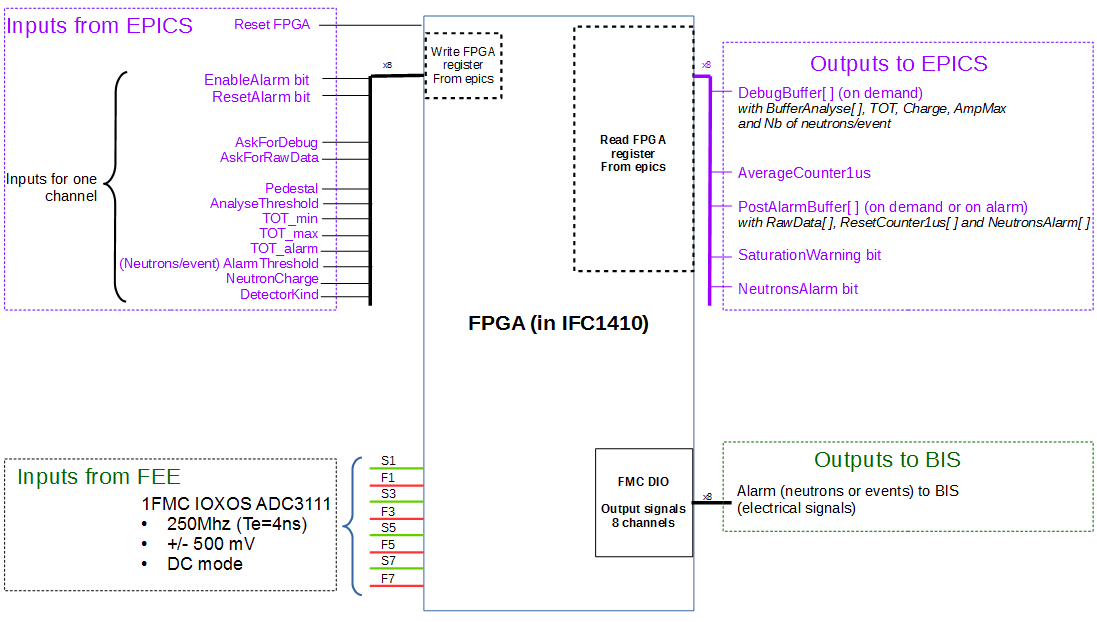 Inputs from EPICS
Reset FPGA
EnableAlarm bit
ResetAlarm bit
AskForDebug
AskForRawData
Inputs for one
channel
Pedestal
AnalyseThreshold
TOT_min
TOT_max
TOT_alarm
(Neutrons/event) AlarmThreshold
NeutronCharge
DetectorKind
x8
Write FPGA
register
From epics
Read FPGA
register
From epics
x8
Outputs to EPICS
DebugBuffer[ ] (on demand)
with BufferAnalyse[ ], TOT, Charge, AmpMax
and Nb of neutrons/event
AverageCounter1us
PostAlarmBuffer[ ] (on demand or on alarm)
with RawData[ ], ResetCounter1us[ ] and NeutronsAlarm[ ]
SaturationWarning bit
NeutronsAlarm bit
FPGA (in IFC1410)
Inputs from FEE
1FMC IOXOS ADC3111
• 250Mhz (Te=4ns)
• +/- 500 mV
• DC mode
S1
F1
S3
F3
S5
F5
S7
F7
FMC DIO
Output signals
8 channels
x8
Outputs to BIS
Alarm (neutrons or events) to BIS
(electrical signals)